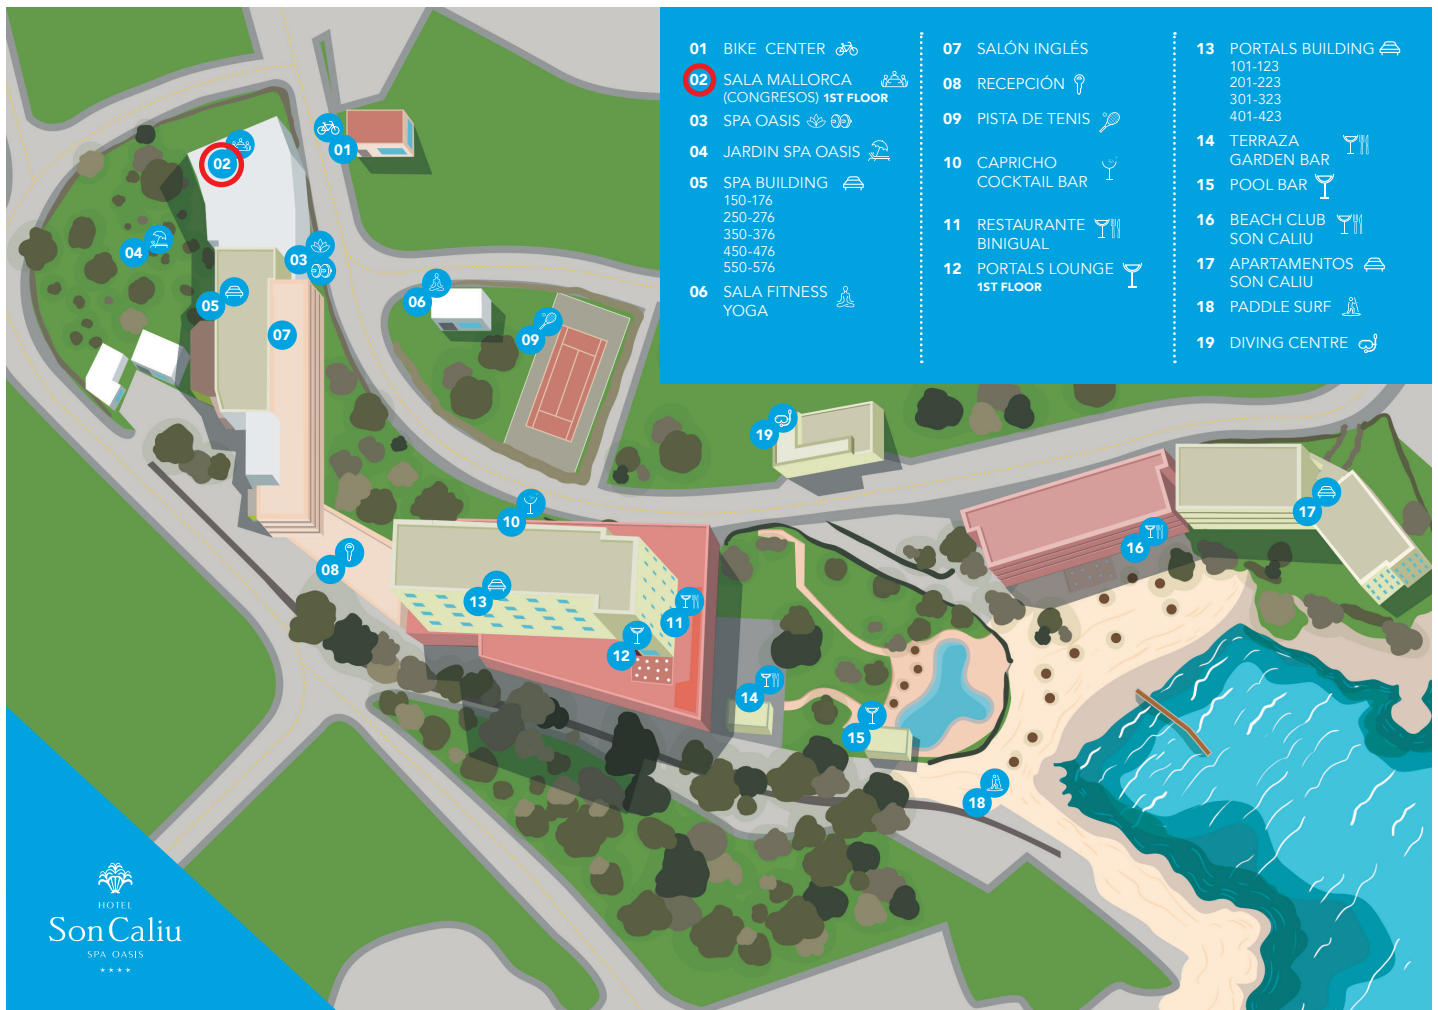 01 BIKE CENTER
02 SALA MALLORCA
(CONGRESOS) 1ST FLOOR
03 SPA OASIS
04 JARDIN SPA OASIS
05 SPA BUILDING
150-176
250-276
350-376
450-476
550-576
06 SALA FITNESS
YOGA
07 SALÓN INGLÉS
08 RECEPCIÓN
09 PISTA DE TENIS
10 CAPRICHO
COCKTAIL BAR
11 RESTAURANTE
BINIGUAL
12 PORTALS LOUNGE
1ST FLOOR
13 PORTALS BUILDING
101-123
201-223
301-323
401-423
14 TERRAZA
GARDEN BAR
15 POOL BAR
16 BEACH CLUB
SON CALIU
17 APARTAMENTOS
SON CALIU
18 PADDLE SURF
19 DIVING CENTRE
01
02
03
04
05
06
07
09
19
10
17
16
08
13
11
12
14
15
18
HOTEL
Son Caliu
SPA OASIS